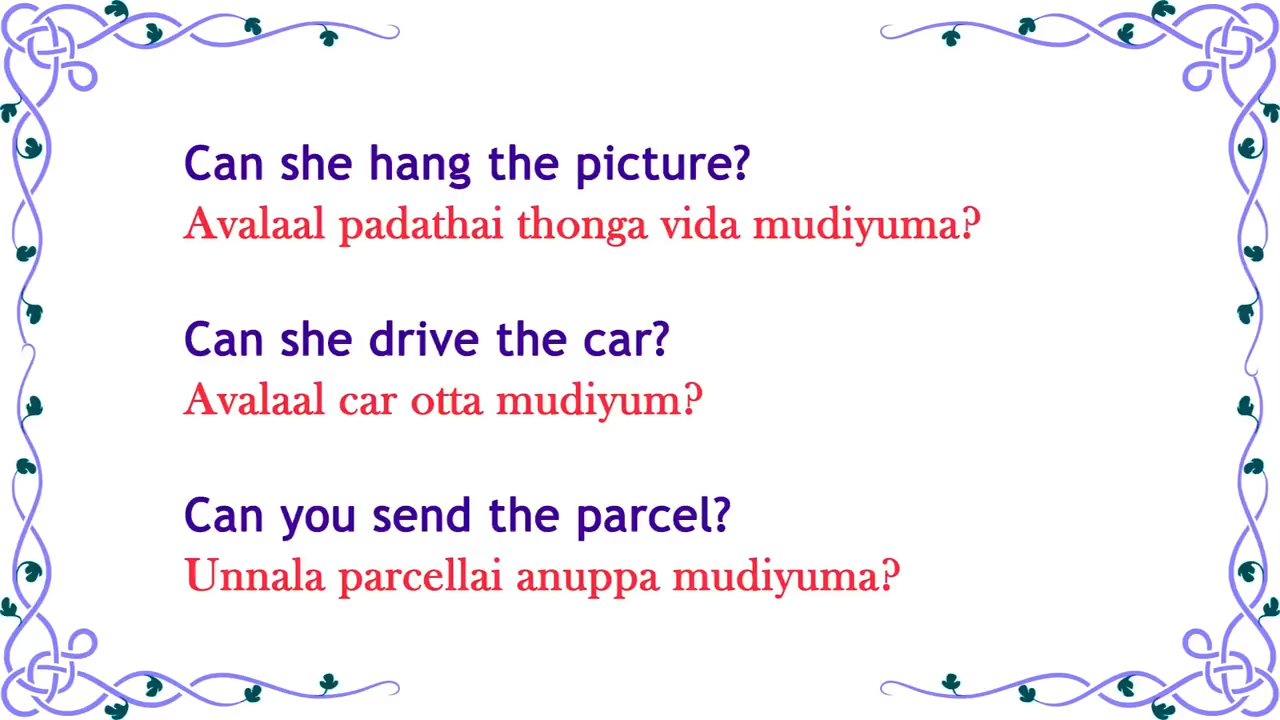 Can she hang the picture?
Avalaal padathai thonga vida mudiyuma?
Can she drive the car?
Avalaal car otta mudiyum?
Can you send the parcel?
Unnala parcellai anuppa mudiyuma?